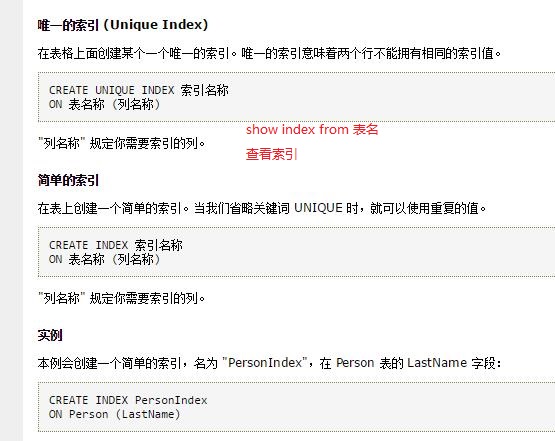 唯一的索引 (Unique Index)
在表格上面创建某个一个唯一的索引。唯一的索引意味着两个行不能拥有相同的索引值。
CREATE UNIQUE INDEX 索引名称
ON 表名称 (列名称)
"列名称" 规定你需要索引的列。
show index from 表名
查看索引
简单的索引
在表上创建一个简单的索引。当我们省略关键词 UNIQUE 时，就可以使用重复的值。
CREATE INDEX 索引名称
ON 表名称 (列名称)
"列名称" 规定你需要索引的列。
实例
本例会创建一个简单的索引，名为 "PersonIndex"，在 Person 表的 LastName 字段：
CREATE INDEX PersonIndex
ON Person (LastName)